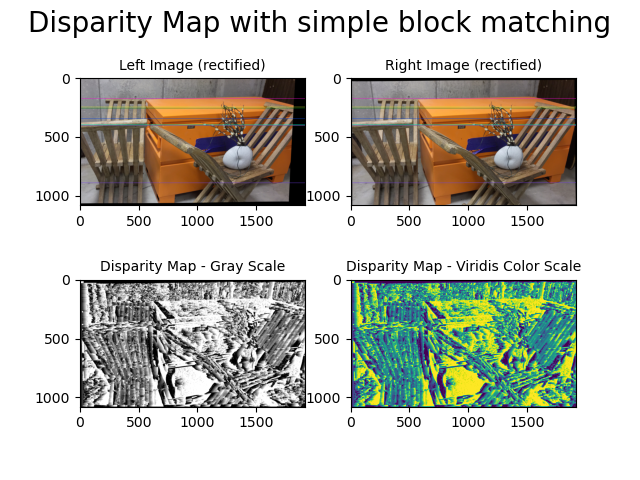 Disparity Map with simple block matching
Left Image (rectified)
Right Image (rectified)
0
500
1000
0 500 1000 1500
0
500
1000
0 500 1000 1500
Disparity Map - Gray Scale
Disparity Map - Viridis Color Scale
0
500
1000
0 500 1000 1500
0
500
1000
0 500 1000 1500